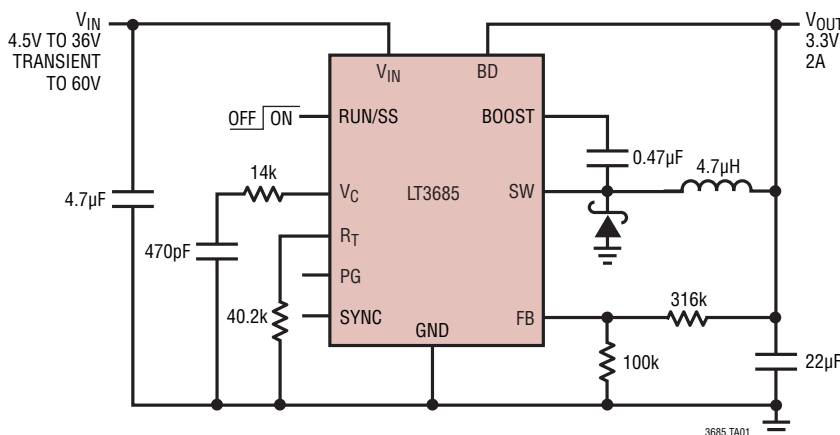 VIN
4.5V TO 36V
TRANSIENT
TO 60V
VOUT
3.3V
2A
VIN
BD
OFF ON
RUN/SS
BOOST
0.47µF
4.7µH
14k
VC
LT3685
SW
4.7µF
470pF
RT
PG
40.2k
SYNC
GND
FB
316k
100k
22µF
3685 TA01